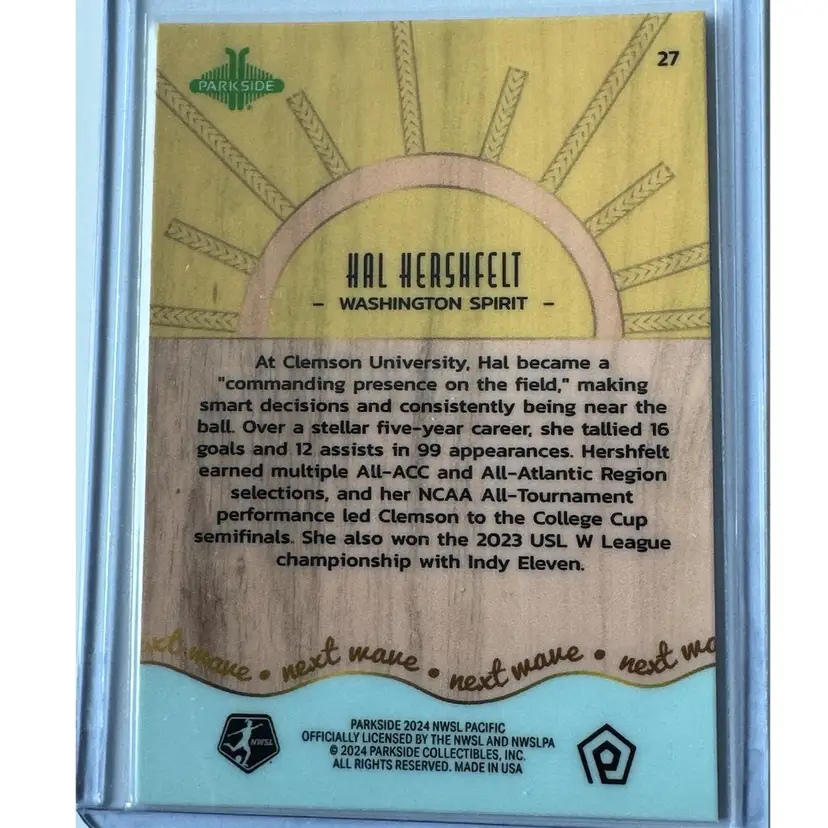 PARKSIDE
27
HAL HERSHFELT
– WASHINGTON SPIRIT –
At Clemson University, Hal became a
"commanding presence on the field," making
smart decisions and consistently being near the
ball. Over a stellar five-year career, she tallied 16
goals and 12 assists in 99 appearances. Hershfelt
earned multiple All-ACC and All-Atlantic Region
selections, and her NCAA All-Tournament
performance led Clemson to the College Cup
semifinals. She also won the 2023 USL W League
championship with Indy Eleven.
ext wave • next wave • next wave • next wa
NWSL
PARKSIDE 2024 NWSL PACIFIC
OFFICIALLY LICENSED BY THE NWSL AND NWSLPA
© 2024 PARKSIDE COLLECTIBLES, INC.
ALL RIGHTS RESERVED. MADE IN USA